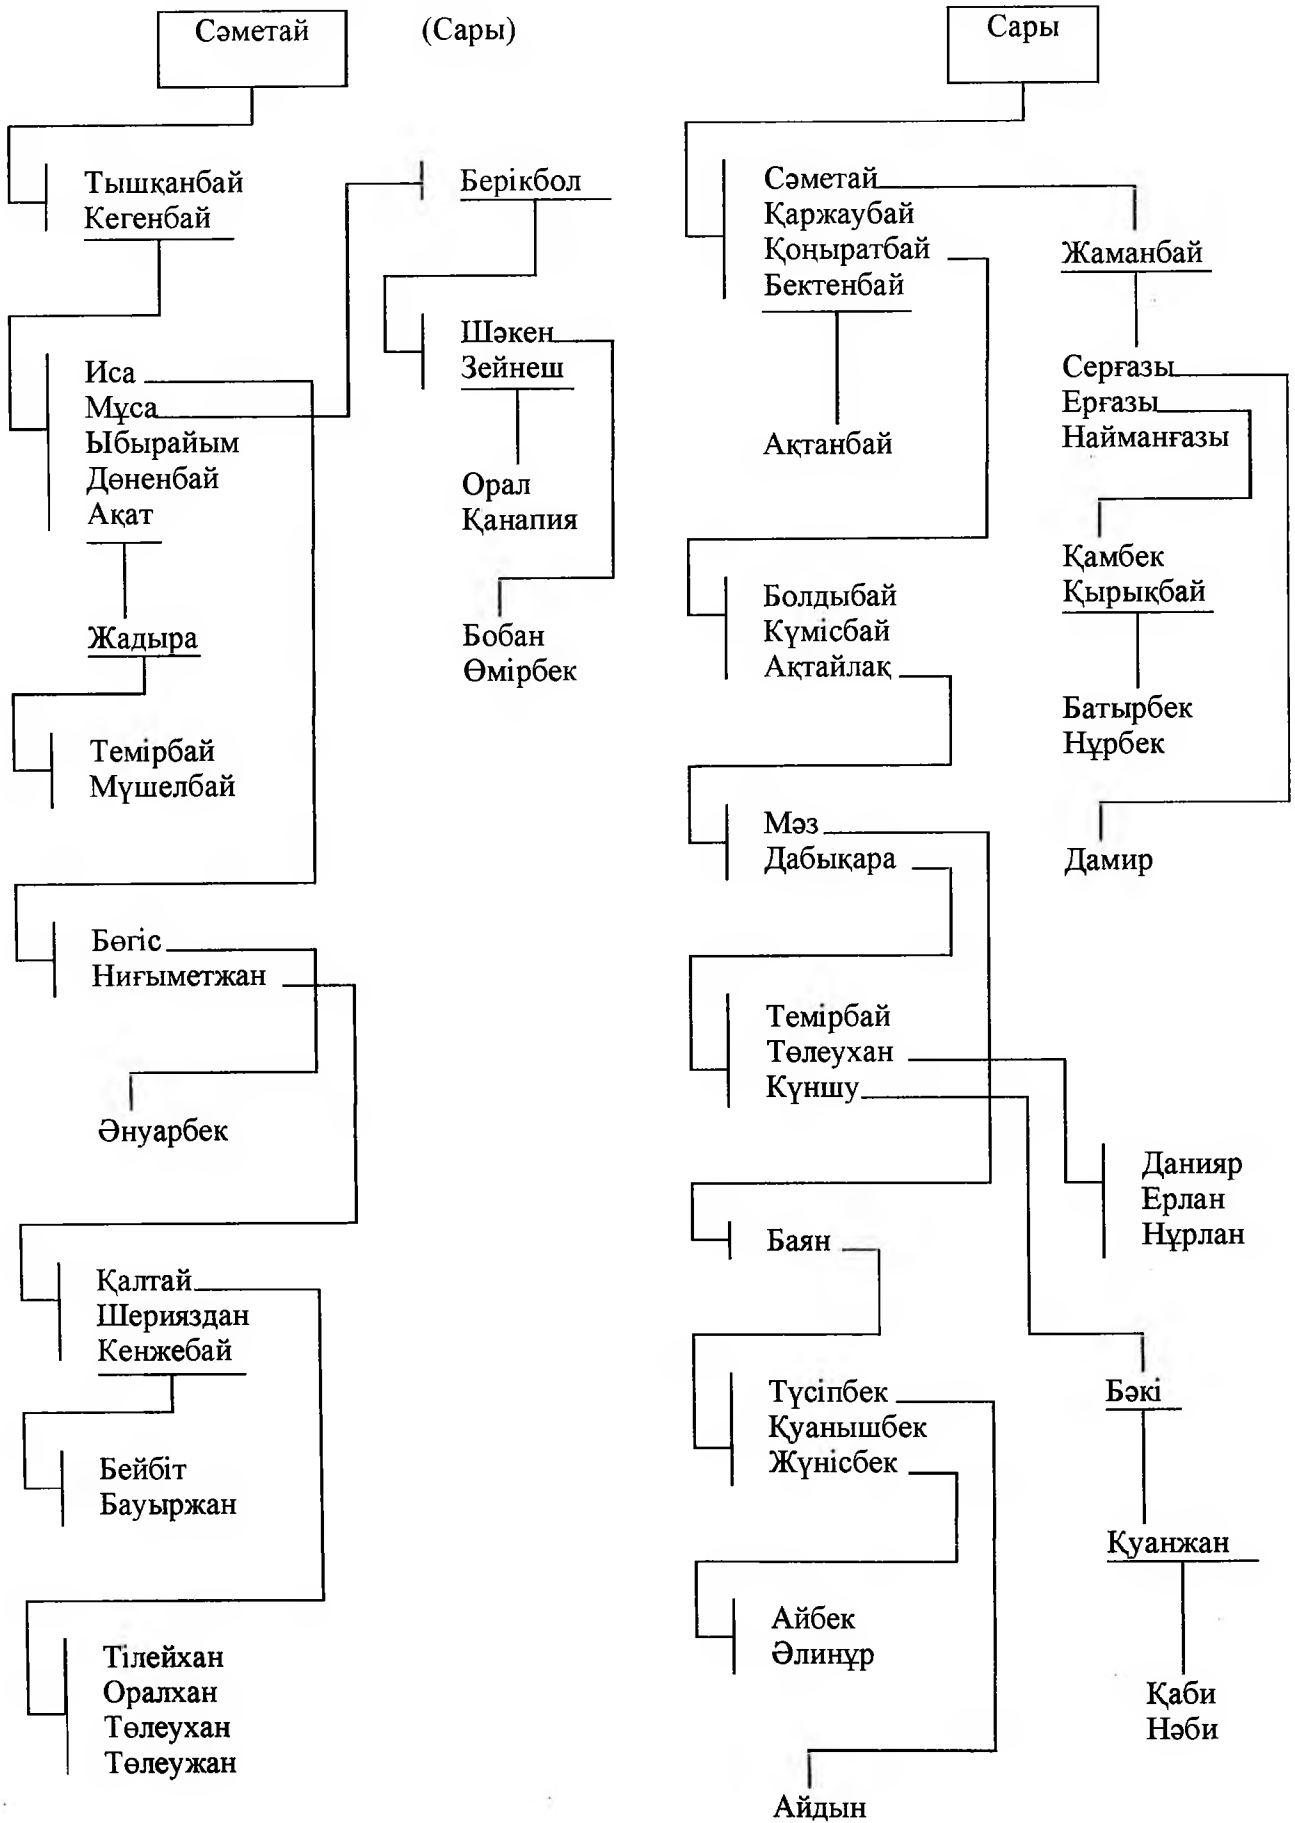 Сәметай
(Сары)
Тышқанбай
Кегенбай
Иса
Мұса
Ыбырайым
Дөненбай
Ақат
Жадыра
Темірбай
Мүшелбай
Бөгіс
Ниғыметжан
Әнуарбек
Қалтай
Шерияздан
Кенжебай
Бейбіт
Бауыржан
Тілейхан
Оралхан
Төлеухан
Төлеужан
Берікбол
Шәкен
Зейнеш
Орал
Қанапия
Бобан
Өмірбек
Сары
Сәметай
Қаржаубай
Қоңыратбай
Бектенбай
Ақтанбай
Болдыбай
Күмісбай
Ақтайлақ
Мәз
Дабықара
Темірбай
Төлеухан
Күншу
Баян
Түсіпбек
Қуанышбек
Жүнісбек
Айбек
Әлинұр
Айдын
Жаманбай
Серғазы
Ерғазы
Найманғазы
Қамбек
Қырықбай
Батырбек
Нұрбек
Дамир
Данияр
Ерлан
Нұрлан
Бәкі
Қуанжан
Қаби
Нәби